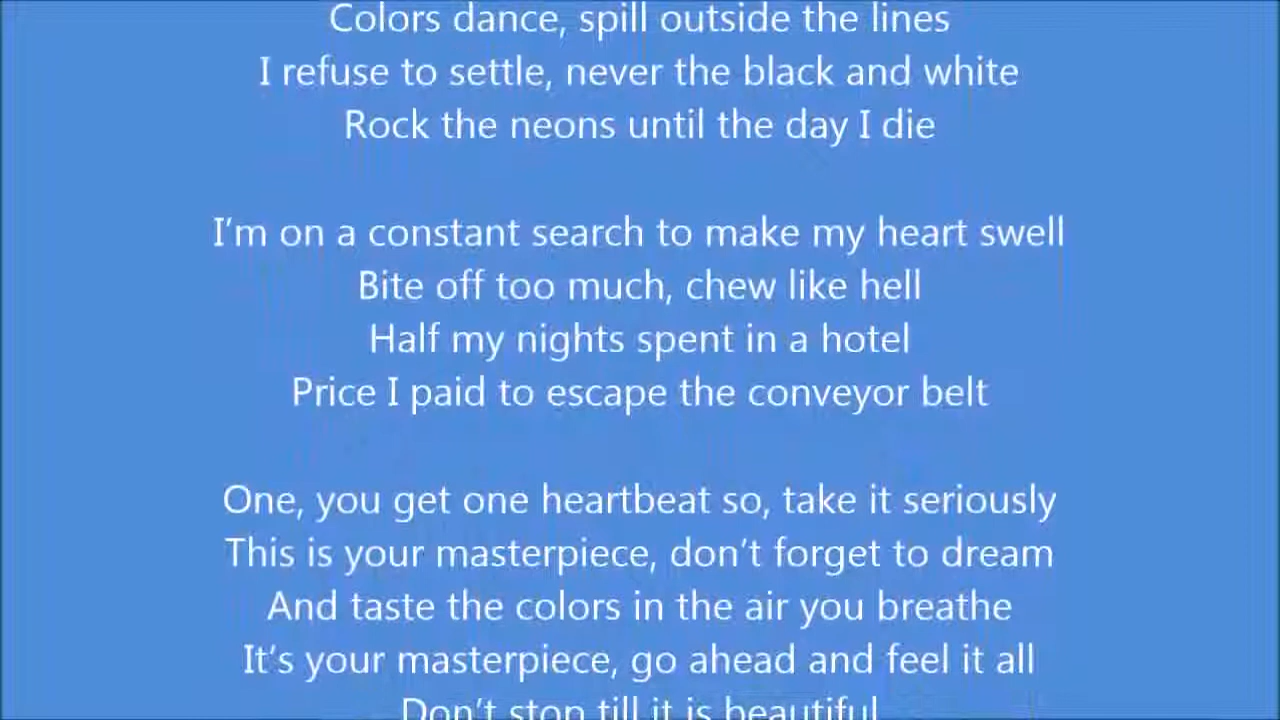 Colors dance, spill outside the lines
I refuse to settle, never the black and white
Rock the neons until the day I die
I'm on a constant search to make my heart swell
Bite off too much, chew like hell
Half my nights spent in a hotel
Price I paid to escape the conveyor belt
One, you get one heartbeat so, take it seriously
This is your masterpiece, don't forget to dream
And taste the colors in the air you breathe
It's your masterpiece, go ahead and feel it all
Don't stop till it is beautiful